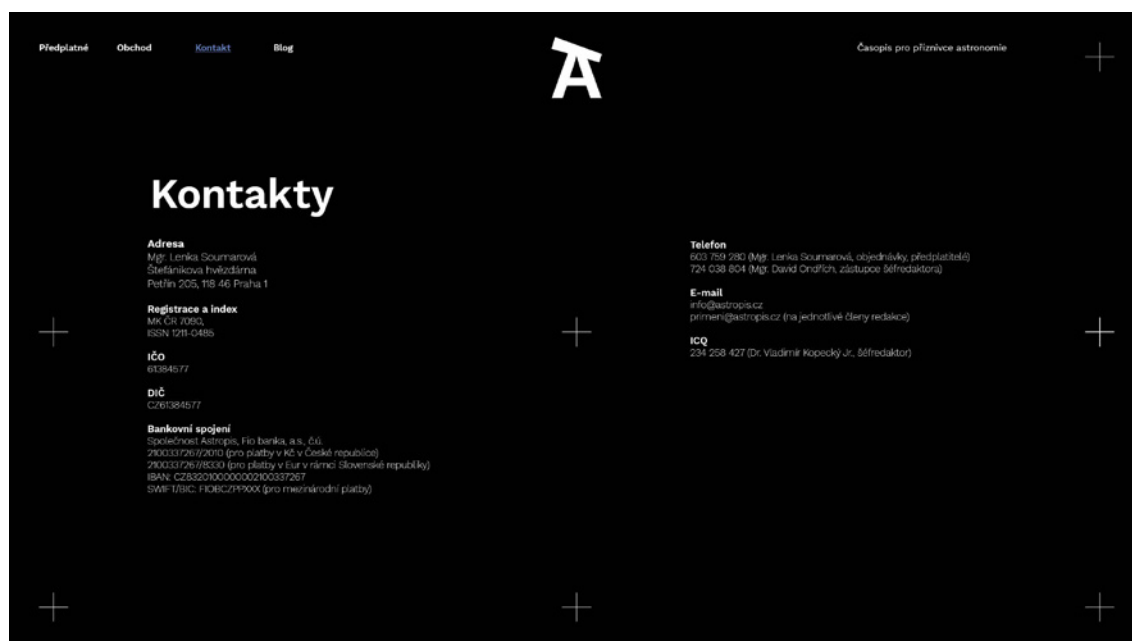 Předplatné
Obchod
Kontakt
Blog
Časopis pro příznivce astronomie
Kontakty
Adresa
Mgr. Lenka Soumarová
Štefánikova hvězdárna
Petřín 205, 118 46 Praha 1
Registrace a index
MK ČR 7090,
ISSN 1211-0485
IČO
61384577
DIČ
CZ61384577
Bankovní spojení
Společnost Astropis, Fio banka, a.s., č.ú.
2100337267/2010 (pro platby v Kč v České republice)
2100337267/8330 (pro platby v Eur v rámci Slovenské republiky)
IBAN: CZ8320100000002100337267
SWIFT/BIC: FIOBCZPPXXX (pro mezinárodní platby)
Telefon
603 759 280 (Mgr. Lenka Soumarová, objednávky, předplatitelé)
724 038 804 (Mgr. David Ondřich, zástupce šéfredaktora)
E-mail
info@astropis.cz
primeni@astropis.cz (na jednotlivé členy redakce)
ICQ
234 258 427 (Dr. Vladimír Kopecký Jr., šéfredaktor)